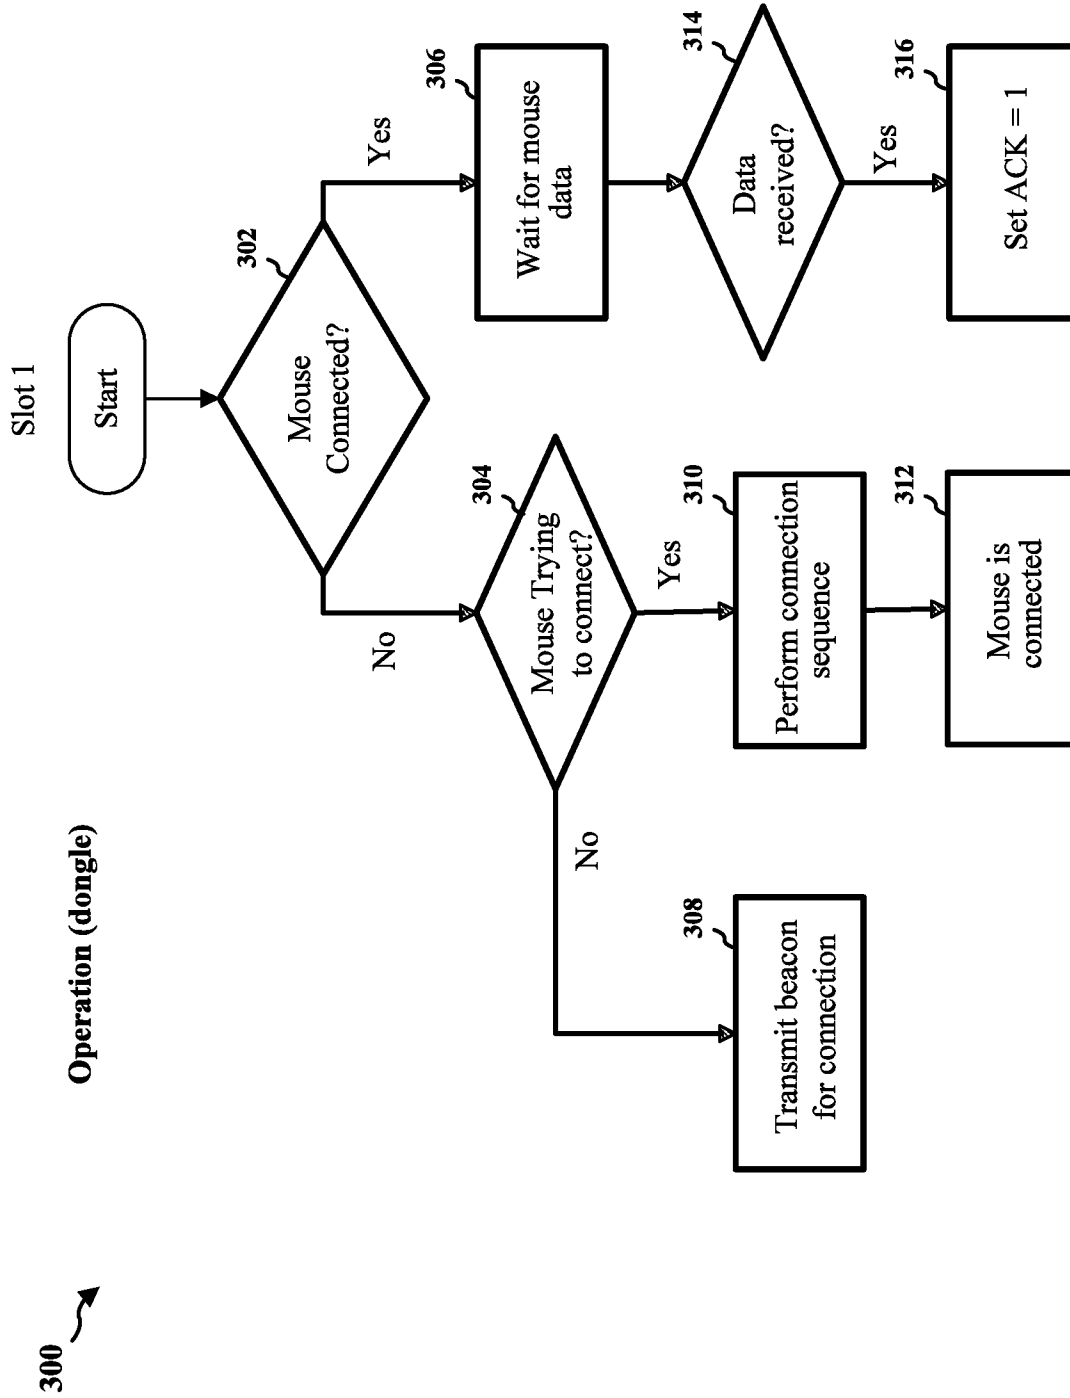 300
Operation (dongle)
Slot 1
Start
302
Mouse
Connected?
No
Yes
304
Mouse Trying
to connect?
306
Wait for mouse
data
No
Yes
308
Transmit beacon
for connection
310
Perform connection
sequence
314
Data
received?
Yes
312
Mouse is
connected
316
Set ACK = 1